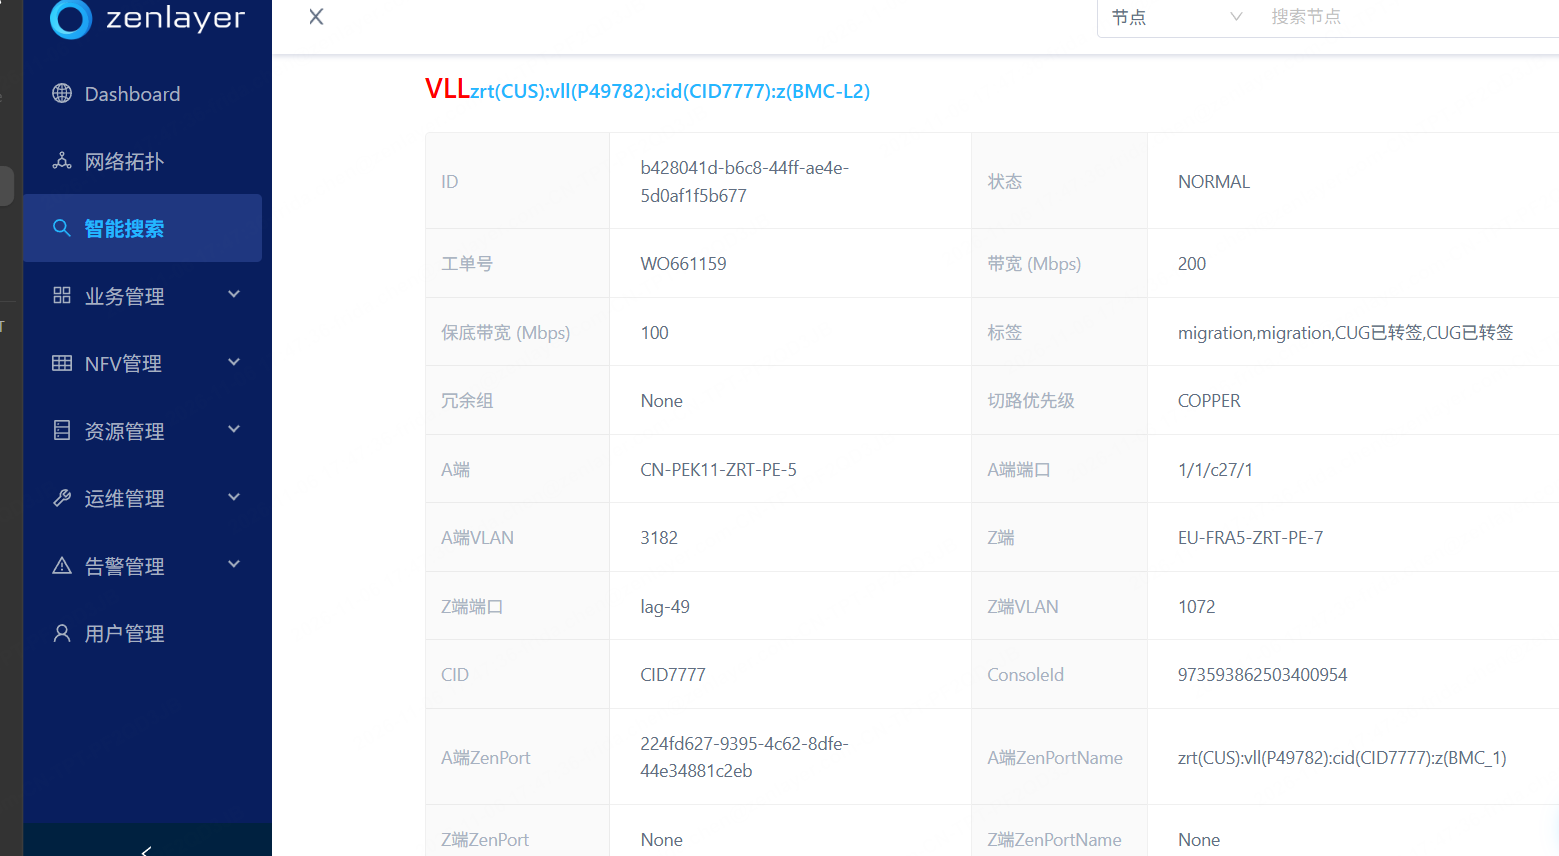 zenlayer
节点
搜索节点
Dashboard
网络拓扑
智能搜索
业务管理
NFV管理
资源管理
运维管理
告警管理
用户管理
VLLzrt(CUS):vll(P49782):cid(CID7777):z(BMC-L2)
ID
b428041d-b6c8-44ff-ae4e-
5d0af1f5b677
状态
NORMAL
工单号
WO661159
带宽 (Mbps)
200
保底带宽 (Mbps)
100
标签
migration,migration,CUG已转签,CUG已转签
冗余组
None
切路优先级
COPPER
A端
CN-PEK11-ZRT-PE-5
A端端口
1/1/c27/1
A端VLAN
3182
Z端
EU-FRA5-ZRT-PE-7
Z端端口
lag-49
Z端VLAN
1072
CID
CID7777
ConsoleId
973593862503400954
A端ZenPort
224fd627-9395-4c62-8dfe-
44e34881c2eb
A端ZenPortName
zrt(CUS):vll(P49782):cid(CID7777):z(BMC_1)
Z端ZenPort
None
Z端ZenPortName
None